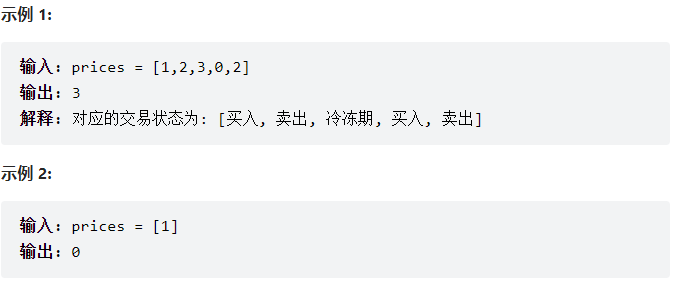 示例 1:
输入：prices = [1,2,3,0,2]
输出：3
解释：对应的交易状态为: [买入, 卖出, 冷冻期, 买入, 卖出]
示例 2:
输入：prices = [1]
输出：0